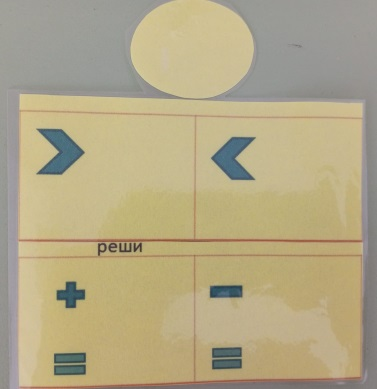 > <
реши
+ -
= =